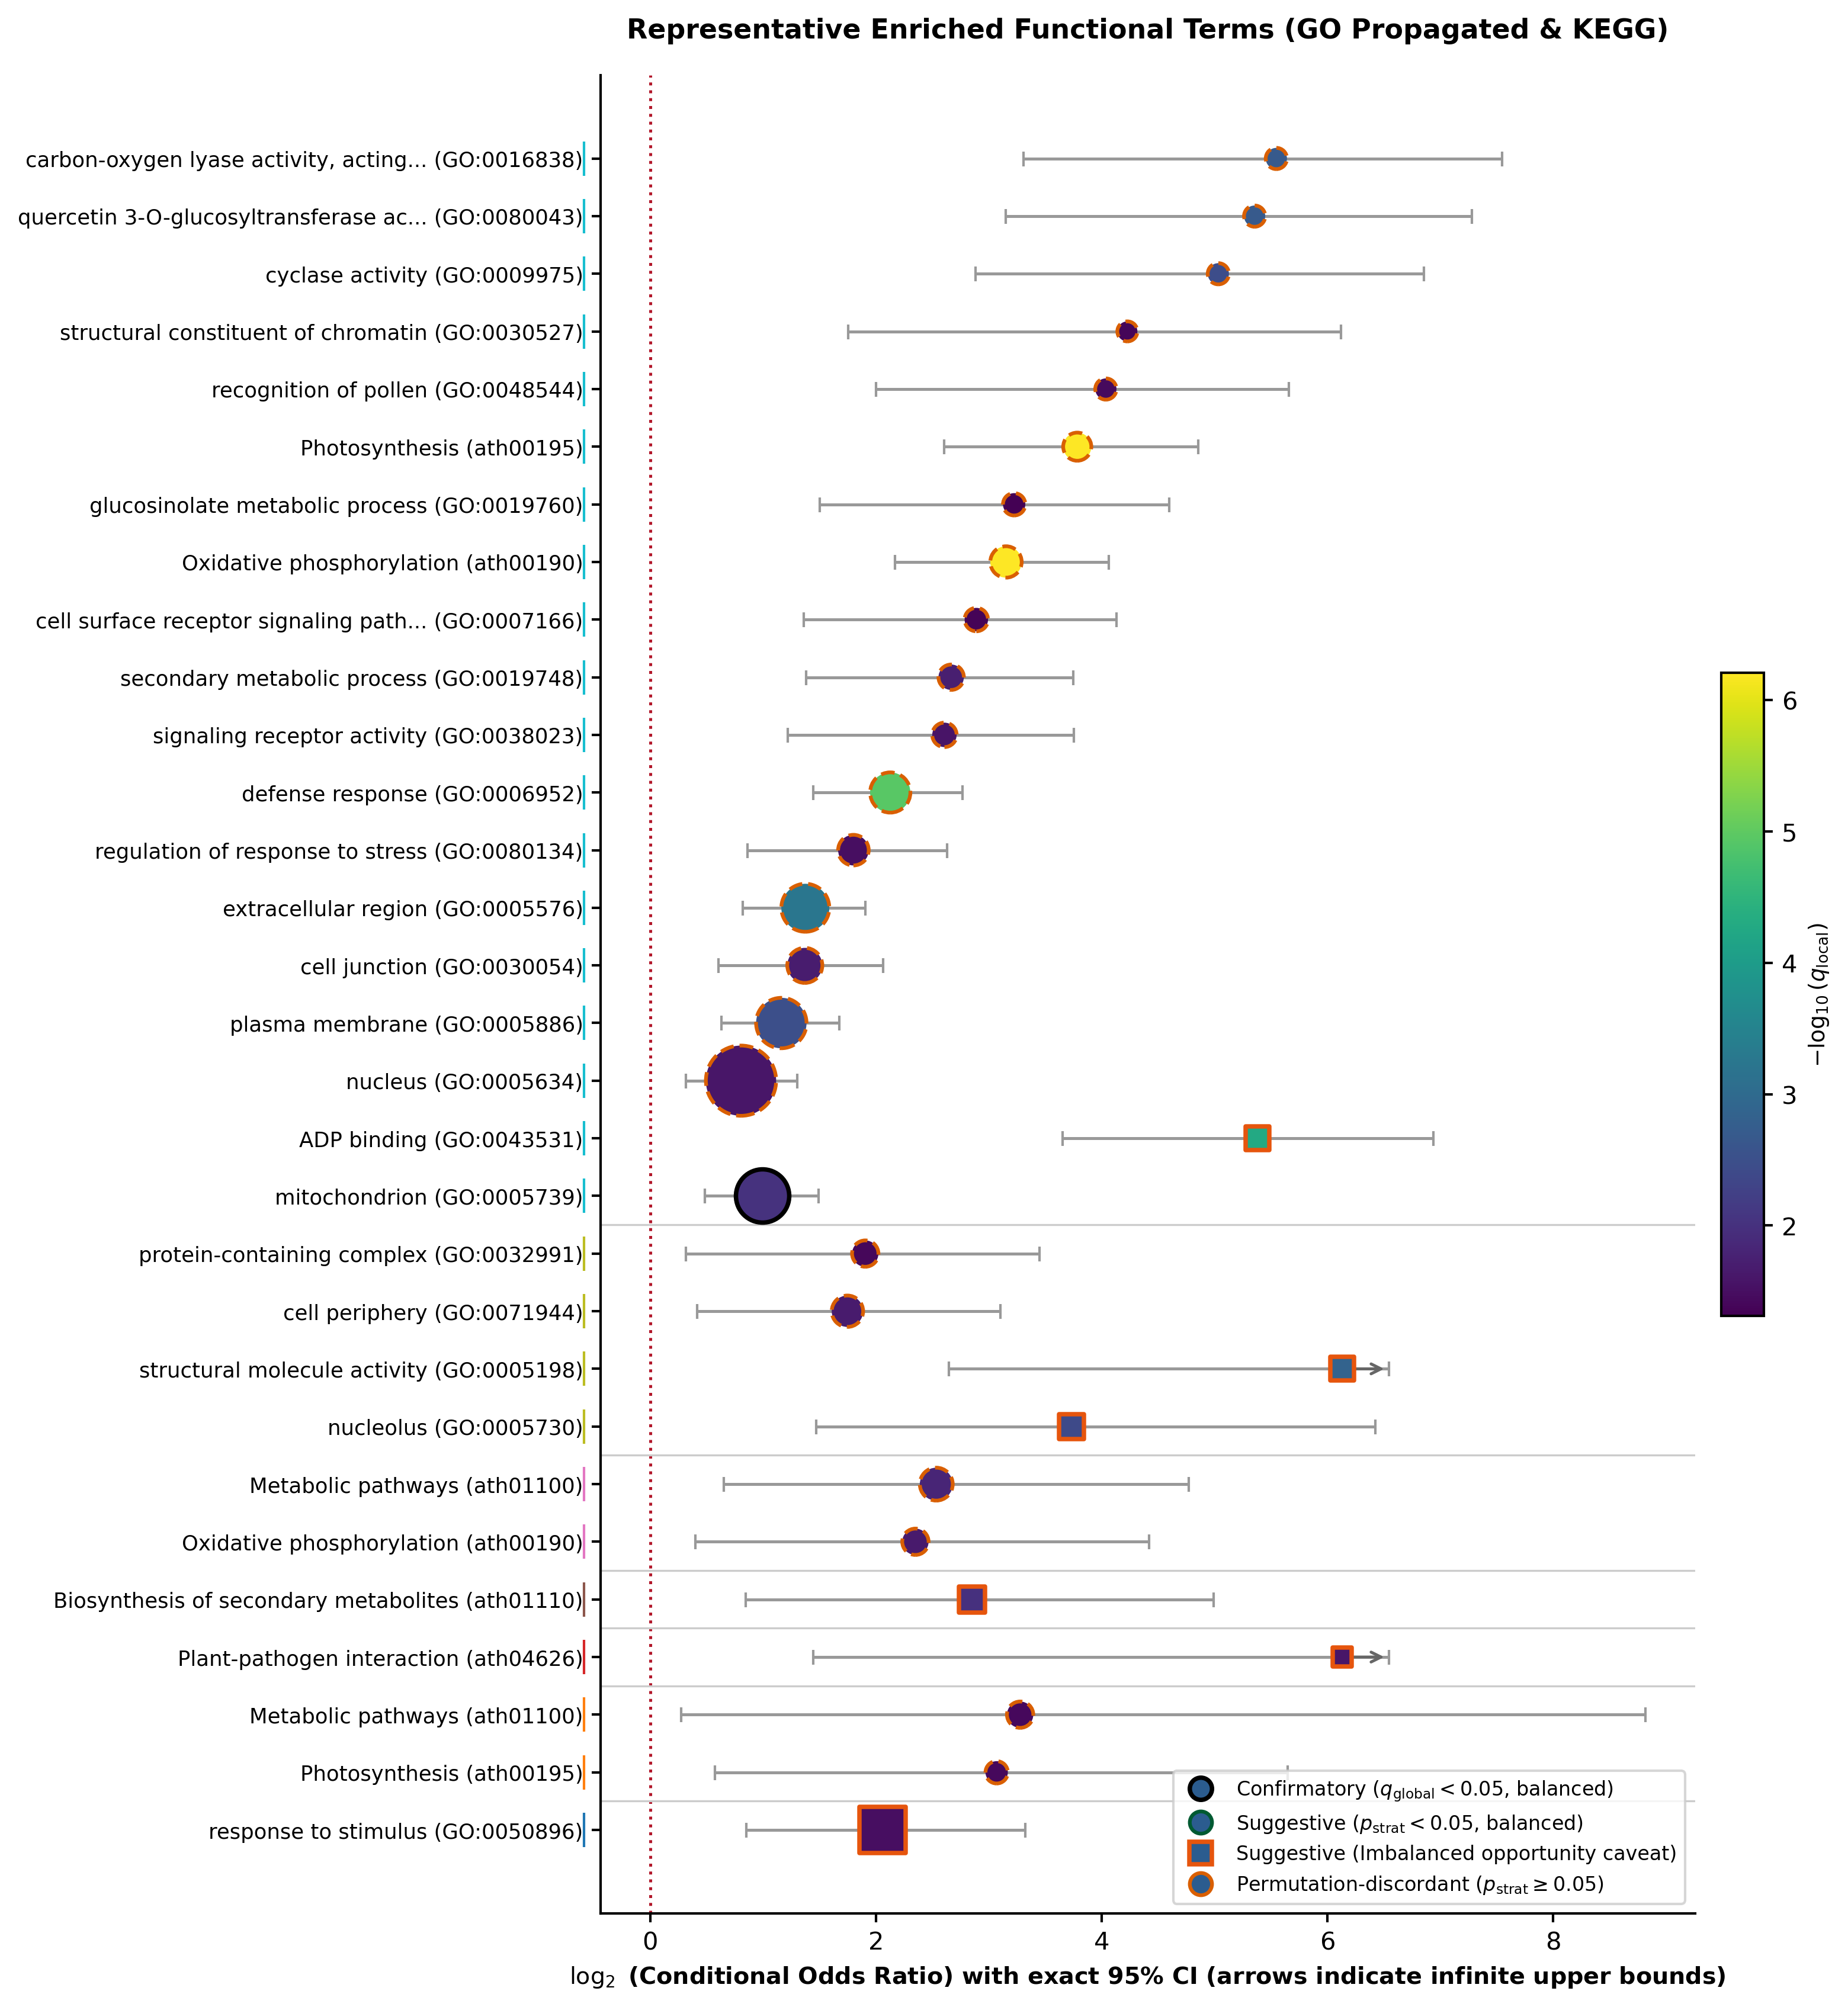 Representative Enriched Functional Terms (GO Propagated & KEGG)
carbon-oxygen lyase activity, acting... (GO:0016838)
quercetin 3-O-glucosyltransferase ac... (GO:0080043)
cyclase activity (GO:0009975)
structural constituent of chromatin (GO:0030527)
recognition of pollen (GO:0048544)
Photosynthesis (ath00195)
glucosinolate metabolic process (GO:0019760)
Oxidative phosphorylation (ath00190)
cell surface receptor signaling path... (GO:0007166)
secondary metabolic process (GO:0019748)
signaling receptor activity (GO:0038023)
defense response (GO:0006952)
regulation of response to stress (GO:0080134)
extracellular region (GO:0005576)
cell junction (GO:0030054)
plasma membrane (GO:0005886)
nucleus (GO:0005634)
ADP binding (GO:0043531)
mitochondrion (GO:0005739)
protein-containing complex (GO:0032991)
cell periphery (GO:0071944)
structural molecule activity (GO:0005198)
nucleolus (GO:0005730)
Metabolic pathways (ath01100)
Oxidative phosphorylation (ath00190)
Biosynthesis of secondary metabolites (ath01110)
Plant-pathogen interaction (ath04626)
Metabolic pathways (ath01100)
Photosynthesis (ath00195)
response to stimulus (GO:0050896)
Confirmatory (q_global < 0.05, balanced)
Suggestive (p_strat < 0.05, balanced)
Suggestive (Imbalanced opportunity caveat)
Permutation-discordant (p_strat ≥ 0.05)
0 2 4 6 8
log₂ (Conditional Odds Ratio) with exact 95% CI (arrows indicate infinite upper bounds)
6
5
4
3
2
−log₁₀(q_local)